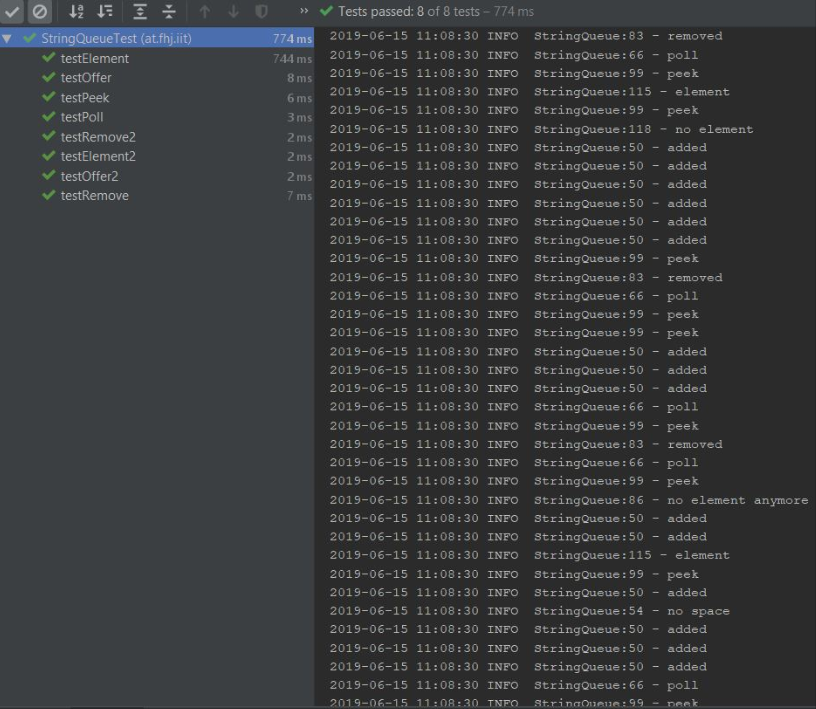 Tests passed: 8 of 8 tests – 774 ms
StringQueueTest (at.fhj.iit) 774 ms
testElement 744 ms
testOffer 8 ms
testPeek 6 ms
testPoll 3 ms
testRemove2 2 ms
testElement2 2 ms
testOffer2 2 ms
testRemove 7 ms
2019-06-15 11:08:30 INFO  StringQueue:83 - removed
2019-06-15 11:08:30 INFO  StringQueue:66 - poll
2019-06-15 11:08:30 INFO  StringQueue:99 - peek
2019-06-15 11:08:30 INFO  StringQueue:115 - element
2019-06-15 11:08:30 INFO  StringQueue:99 - peek
2019-06-15 11:08:30 INFO  StringQueue:118 - no element
2019-06-15 11:08:30 INFO  StringQueue:50 - added
2019-06-15 11:08:30 INFO  StringQueue:50 - added
2019-06-15 11:08:30 INFO  StringQueue:50 - added
2019-06-15 11:08:30 INFO  StringQueue:50 - added
2019-06-15 11:08:30 INFO  StringQueue:50 - added
2019-06-15 11:08:30 INFO  StringQueue:50 - added
2019-06-15 11:08:30 INFO  StringQueue:99 - peek
2019-06-15 11:08:30 INFO  StringQueue:83 - removed
2019-06-15 11:08:30 INFO  StringQueue:66 - poll
2019-06-15 11:08:30 INFO  StringQueue:99 - peek
2019-06-15 11:08:30 INFO  StringQueue:99 - peek
2019-06-15 11:08:30 INFO  StringQueue:50 - added
2019-06-15 11:08:30 INFO  StringQueue:50 - added
2019-06-15 11:08:30 INFO  StringQueue:50 - added
2019-06-15 11:08:30 INFO  StringQueue:66 - poll
2019-06-15 11:08:30 INFO  StringQueue:99 - peek
2019-06-15 11:08:30 INFO  StringQueue:83 - removed
2019-06-15 11:08:30 INFO  StringQueue:66 - poll
2019-06-15 11:08:30 INFO  StringQueue:99 - peek
2019-06-15 11:08:30 INFO  StringQueue:86 - no element anymore
2019-06-15 11:08:30 INFO  StringQueue:50 - added
2019-06-15 11:08:30 INFO  StringQueue:50 - added
2019-06-15 11:08:30 INFO  StringQueue:115 - element
2019-06-15 11:08:30 INFO  StringQueue:99 - peek
2019-06-15 11:08:30 INFO  StringQueue:50 - added
2019-06-15 11:08:30 INFO  StringQueue:54 - no space
2019-06-15 11:08:30 INFO  StringQueue:50 - added
2019-06-15 11:08:30 INFO  StringQueue:50 - added
2019-06-15 11:08:30 INFO  StringQueue:50 - added
2019-06-15 11:08:30 INFO  StringQueue:66 - poll
2019-06-15 11:08:30 INFO  StringQueue:99 - peek